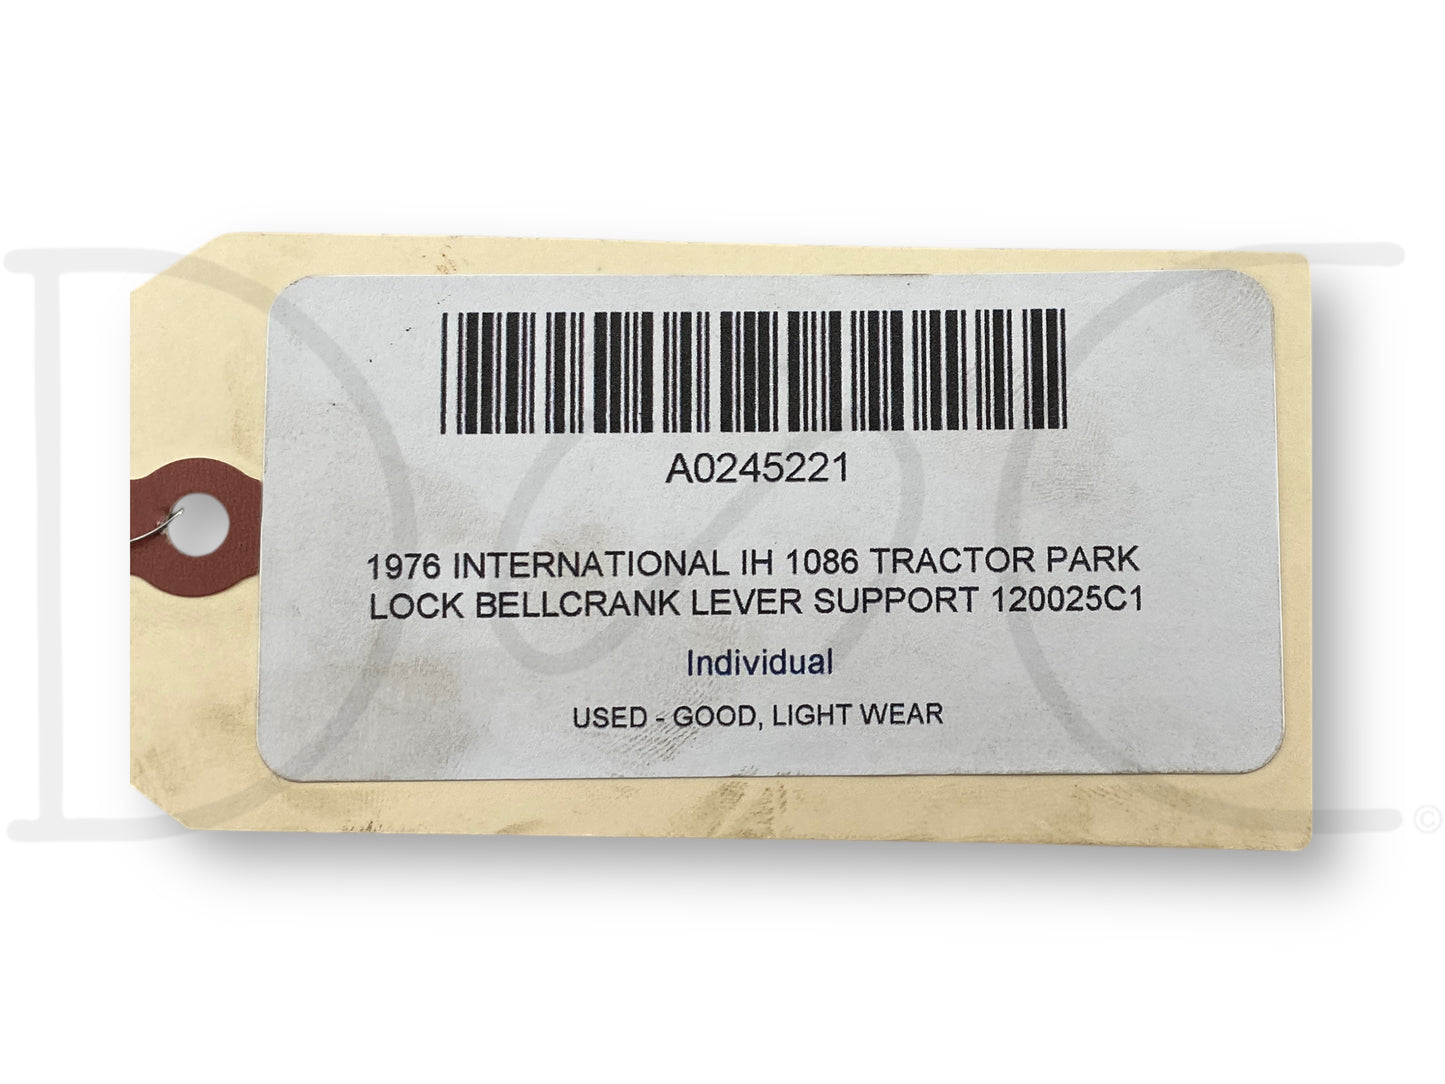 A0245221
1976 INTERNATIONAL IH 1086 TRACTOR PARK
LOCK BELLCRANK LEVER SUPPORT 120025C1
Individual
USED - GOOD, LIGHT WEAR
©